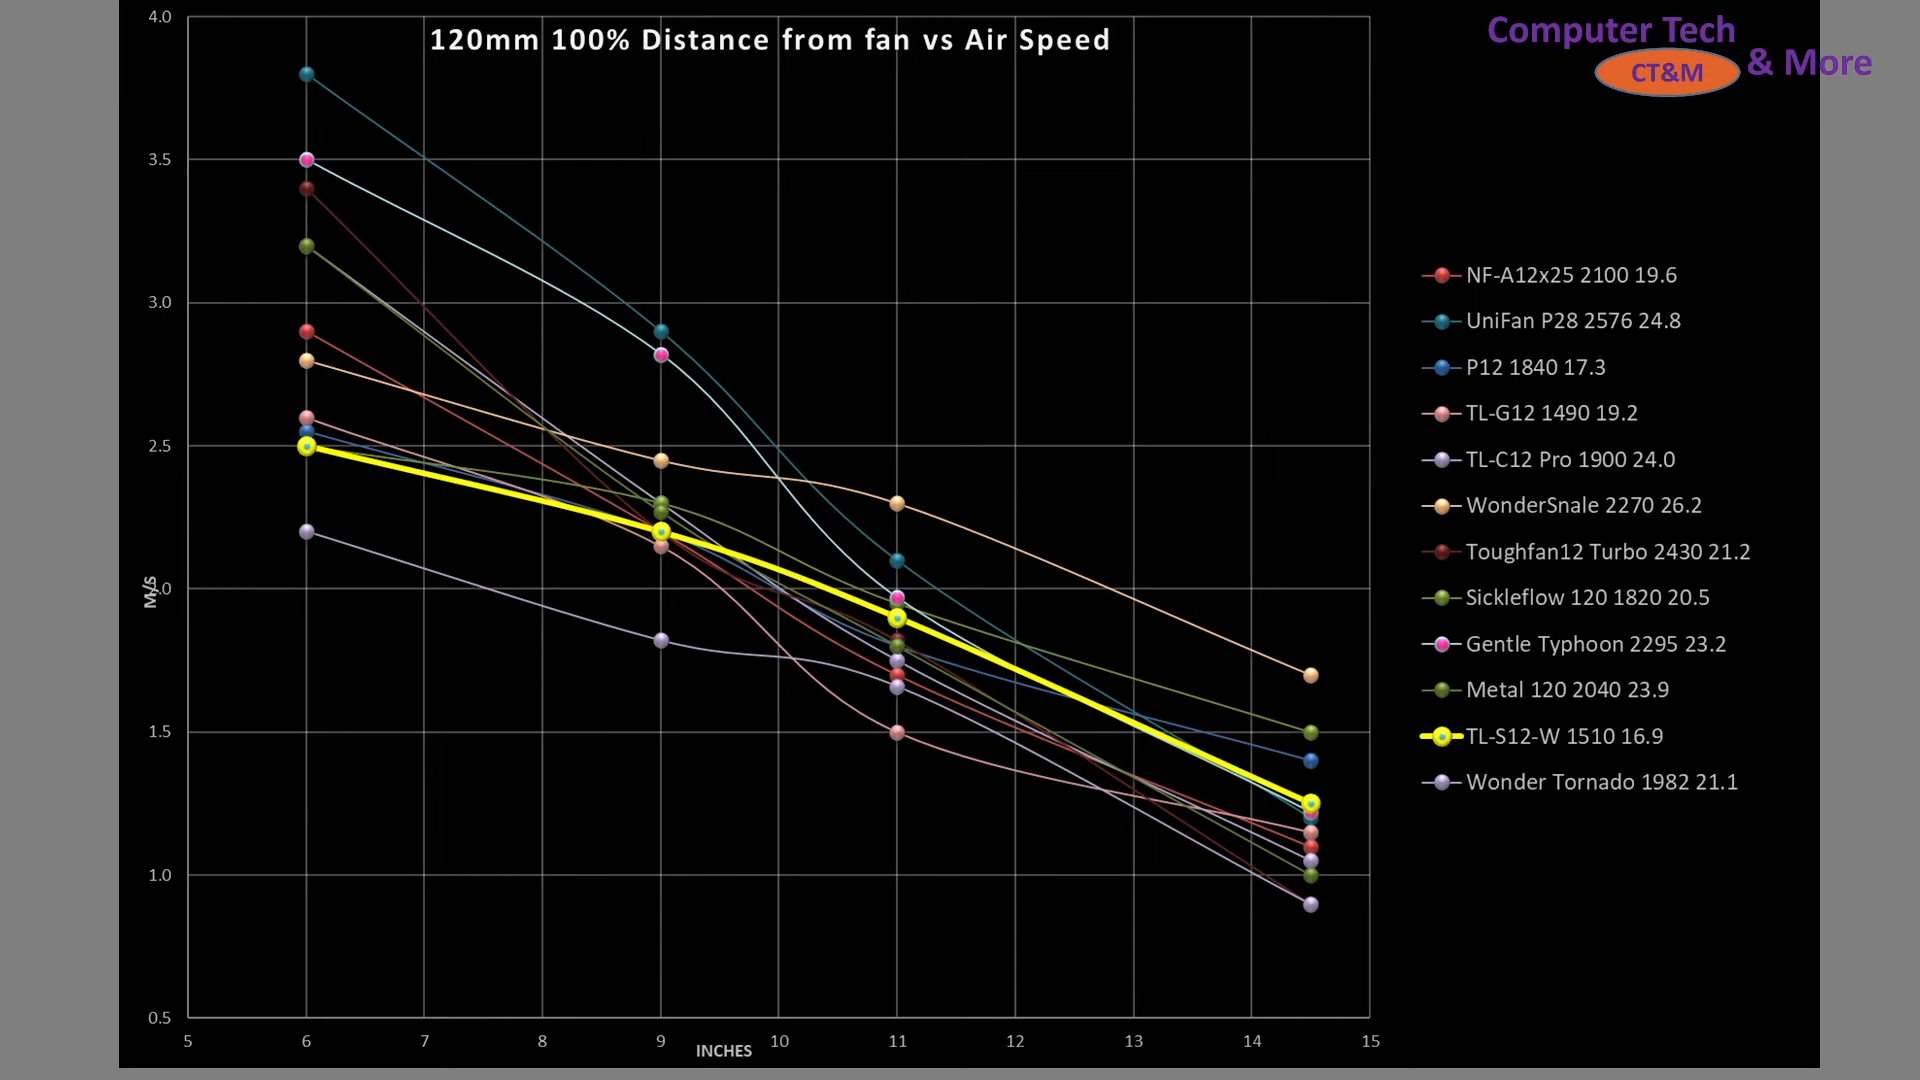 120mm 100% Distance from fan vs Air Speed
Computer Tech
& More
CT&M
4.0
3.5
3.0
2.5
2.0
1.5
1.0
0.5
M/S
5 6 7 8 9 10 11 12 13 14 15
INCHES
NF-A12x25 2100 19.6
UniFan P28 2576 24.8
P12 1840 17.3
TL-G12 1490 19.2
TL-C12 Pro 1900 24.0
WonderSnale 2270 26.2
Toughfan12 Turbo 2430 21.2
Sickleflow 120 1820 20.5
Gentle Typhoon 2295 23.2
Metal 120 2040 23.9
TL-S12-W 1510 16.9
Wonder Tornado 1982 21.1